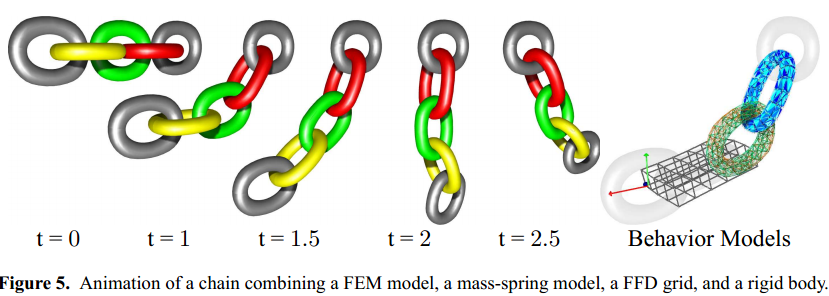 t = 0 t = 1 t = 1.5 t = 2 t = 2.5 Behavior Models
Figure 5. Animation of a chain combining a FEM model, a mass-spring model, a FFD grid, and a rigid body.